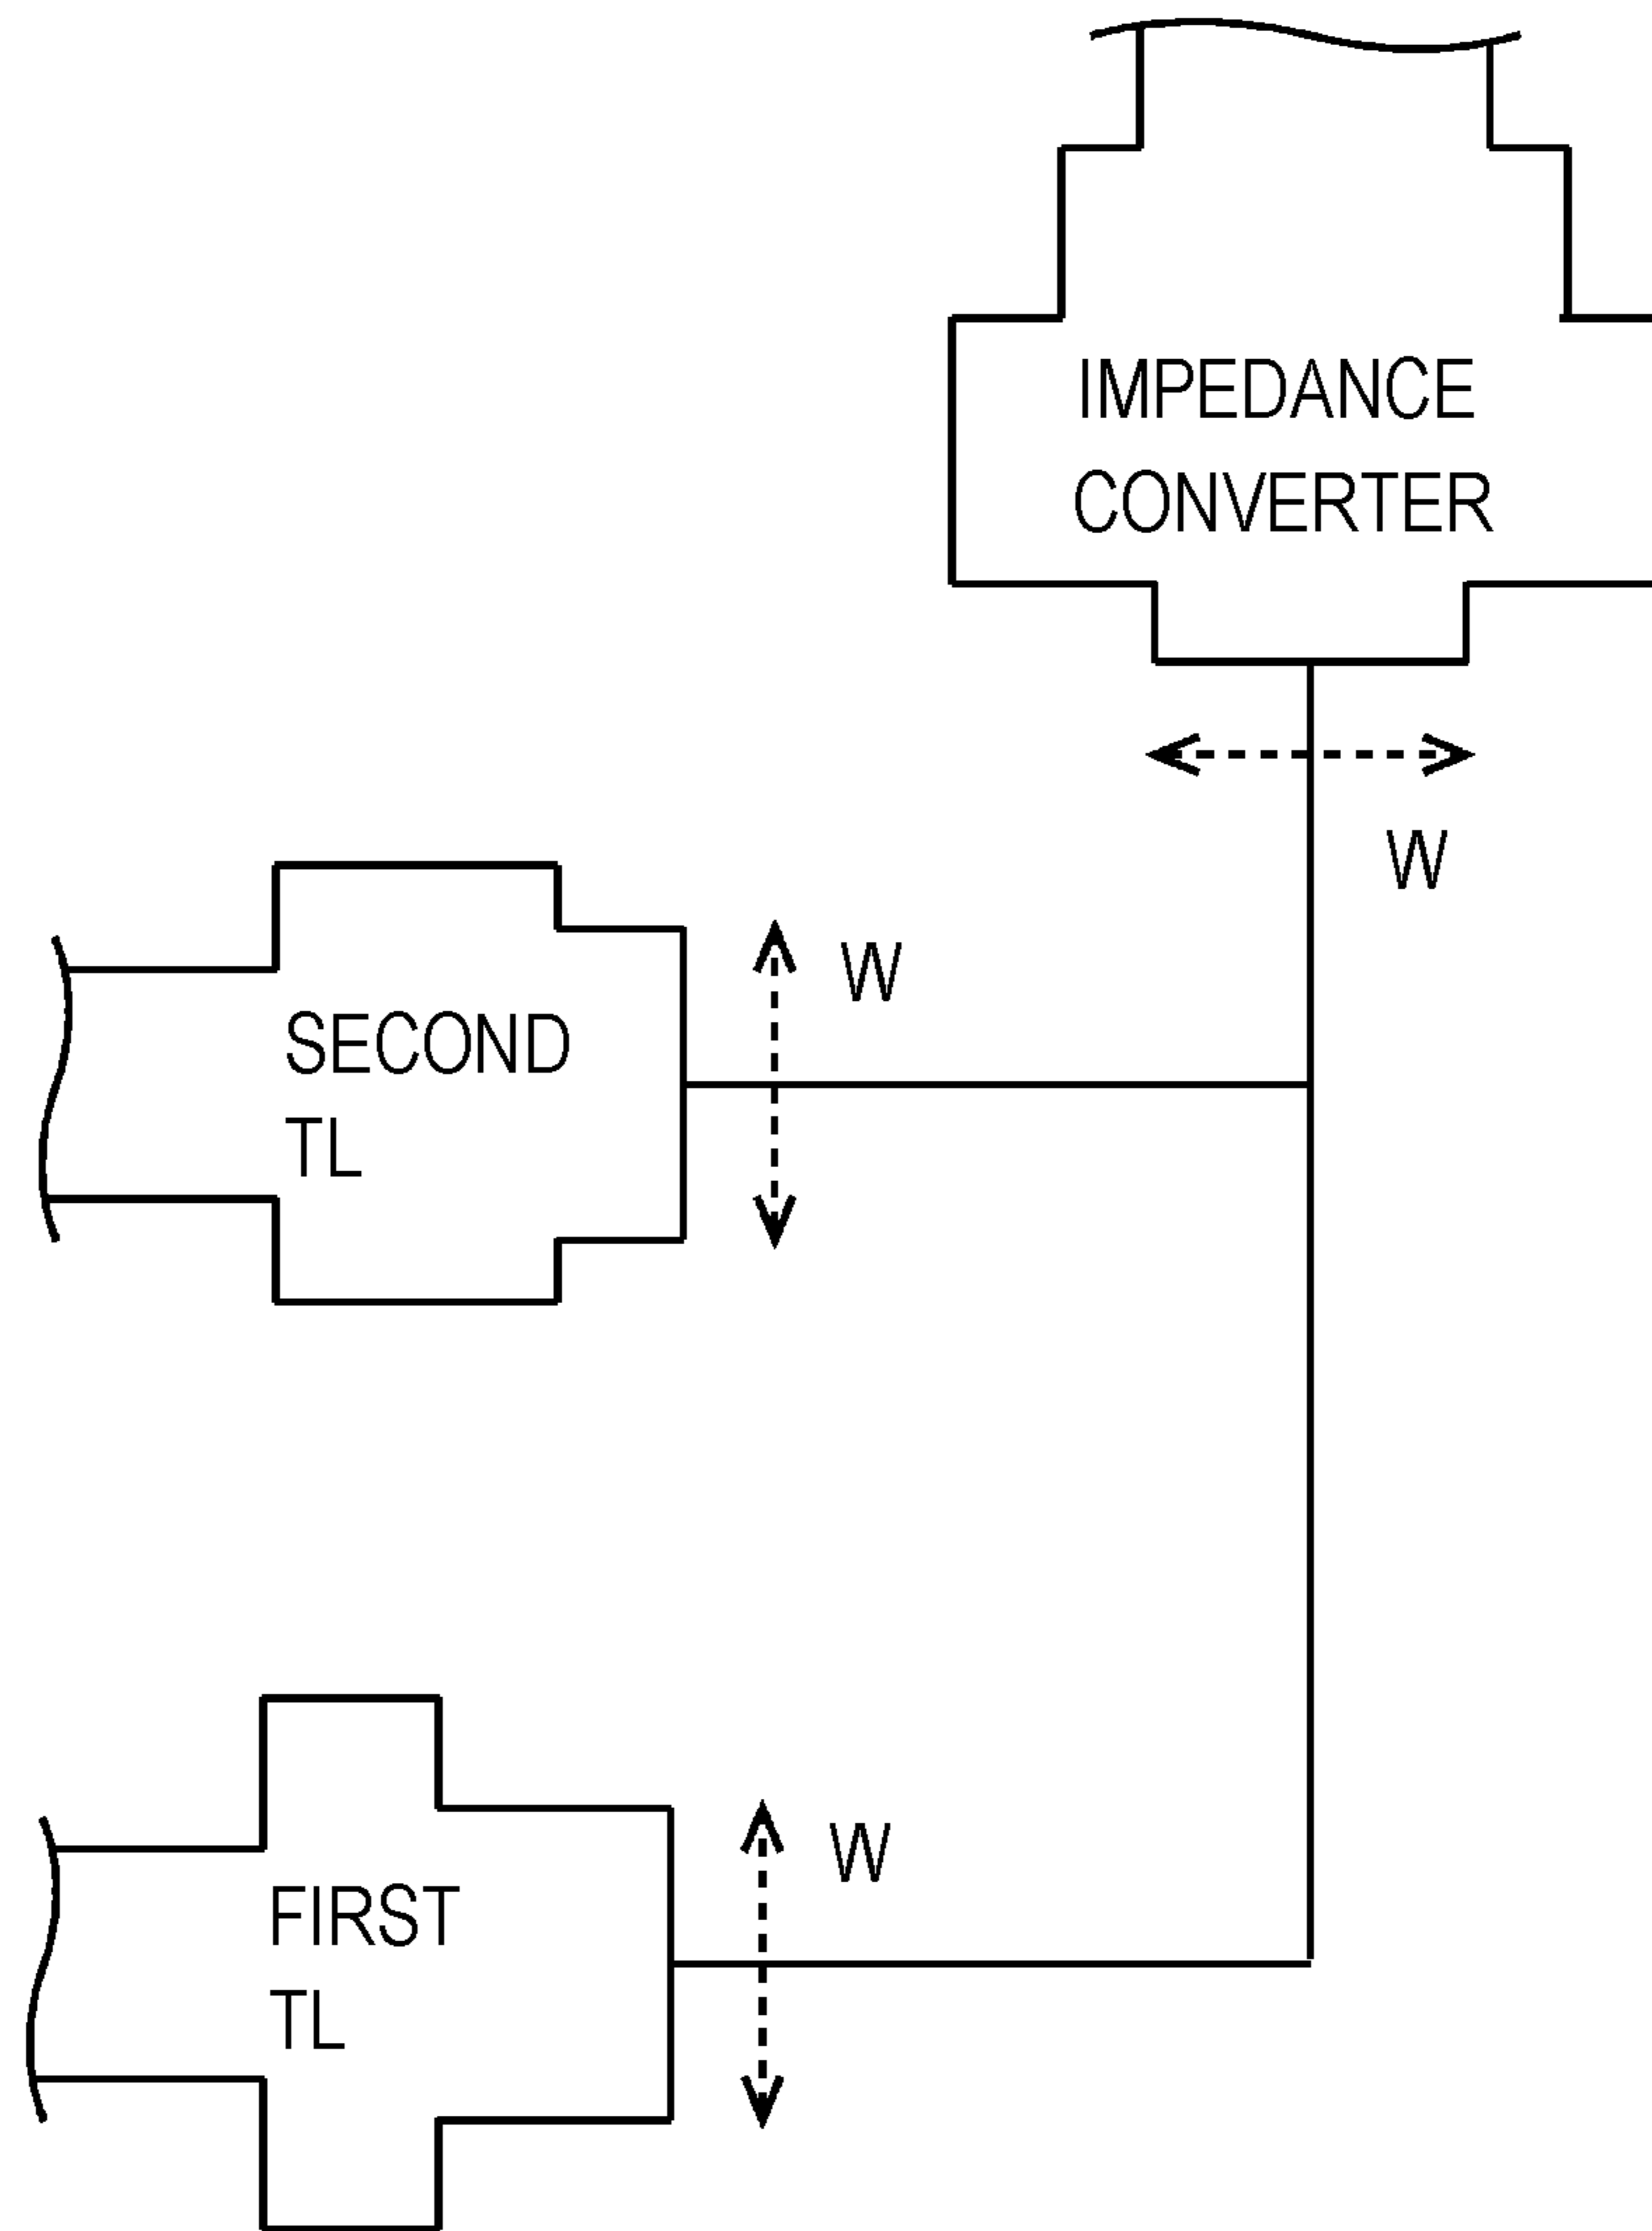 IMPEDANCE
CONVERTER
W
W
SECOND
TL
W
FIRST
TL